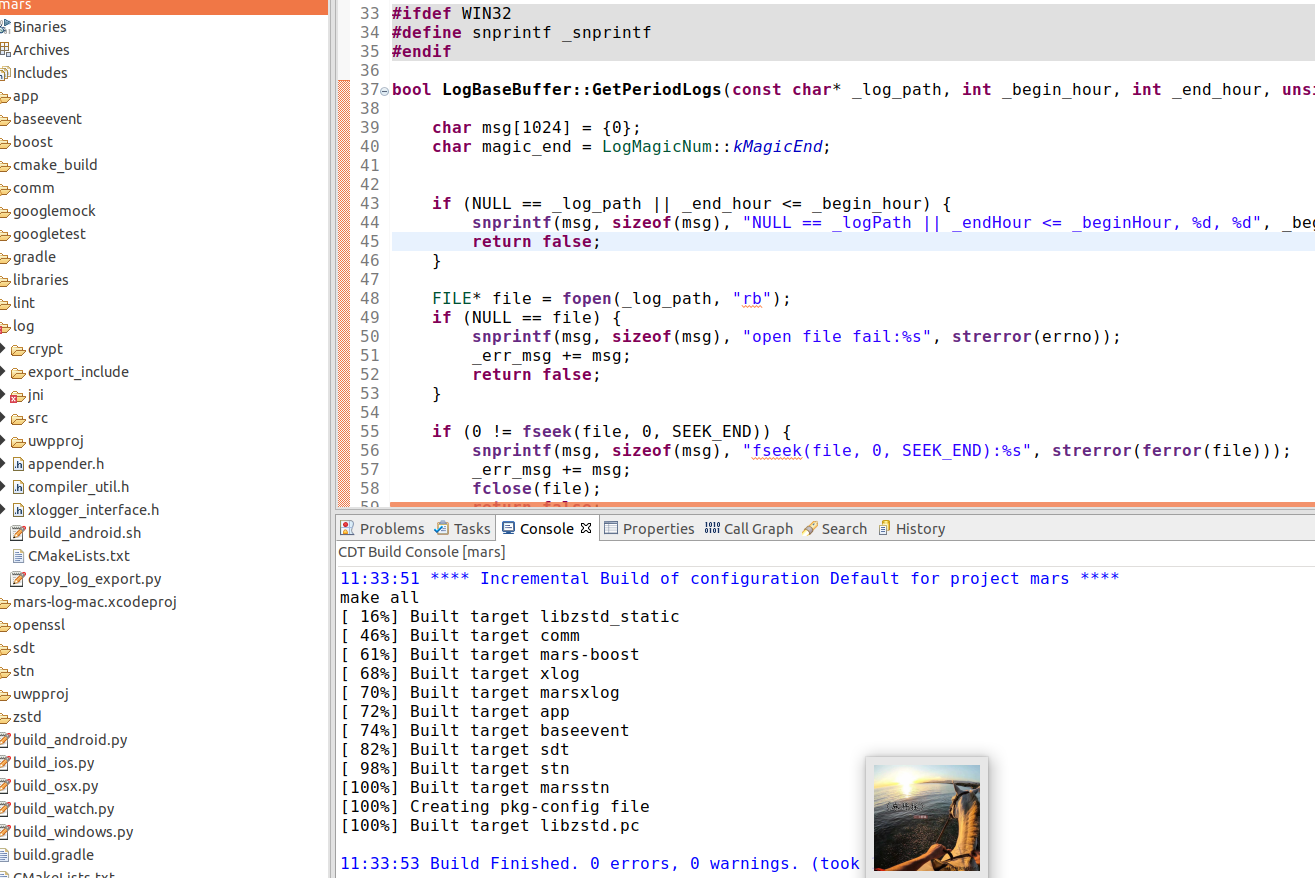 mars
Binaries
Archives
Includes
app
baseevent
boost
cmake_build
comm
googlemock
googletest
gradle
libraries
lint
log
crypt
export_include
jni
src
uwpproj
appender.h
compiler_util.h
xlogger_interface.h
build_android.sh
CMakeLists.txt
copy_log_export.py
mars-log-mac.xcodeproj
openssl
sdt
stn
uwpproj
zstd
build_android.py
build_ios.py
build_osx.py
build_watch.py
build_windows.py
build.gradle
CMakeLists.txt
33 #ifdef WIN32
34 #define snprintf _snprintf
35 #endif
36
37 bool LogBaseBuffer::GetPeriodLogs(const char* _log_path, int _begin_hour, int _end_hour, unsi
38
39 char msg[1024] = {0};
40 char magic_end = LogMagicNum::kMagicEnd;
41
42
43 if (NULL == _log_path || _end_hour <= _begin_hour) {
44 snprintf(msg, sizeof(msg), "NULL == _logPath || _endHour <= _beginHour, %d, %d", _beg
45 return false;
46 }
47
48 FILE* file = fopen(_log_path, "rb");
49 if (NULL == file) {
50 snprintf(msg, sizeof(msg), "open file fail:%s", strerror(errno));
51 _err_msg += msg;
52 return false;
53 }
54
55 if (0 != fseek(file, 0, SEEK_END)) {
56 snprintf(msg, sizeof(msg), "fseek(file, 0, SEEK_END):%s", strerror(ferror(file)));
57 _err_msg += msg;
58 fclose(file);
59 return false;
Problems Tasks Console Properties Call Graph Search History
CDT Build Console [mars]
11:33:51 **** Incremental Build of configuration Default for project mars ****
make all
[ 16%] Built target libzstd_static
[ 46%] Built target comm
[ 61%] Built target mars-boost
[ 68%] Built target xlog
[ 70%] Built target marsxlog
[ 72%] Built target app
[ 74%] Built target baseevent
[ 82%] Built target sdt
[ 98%] Built target stn
[100%] Built target marsstn
[100%] Creating pkg-config file
[100%] Built target libzstd.pc
11:33:53 Build Finished. 0 errors, 0 warnings. (took